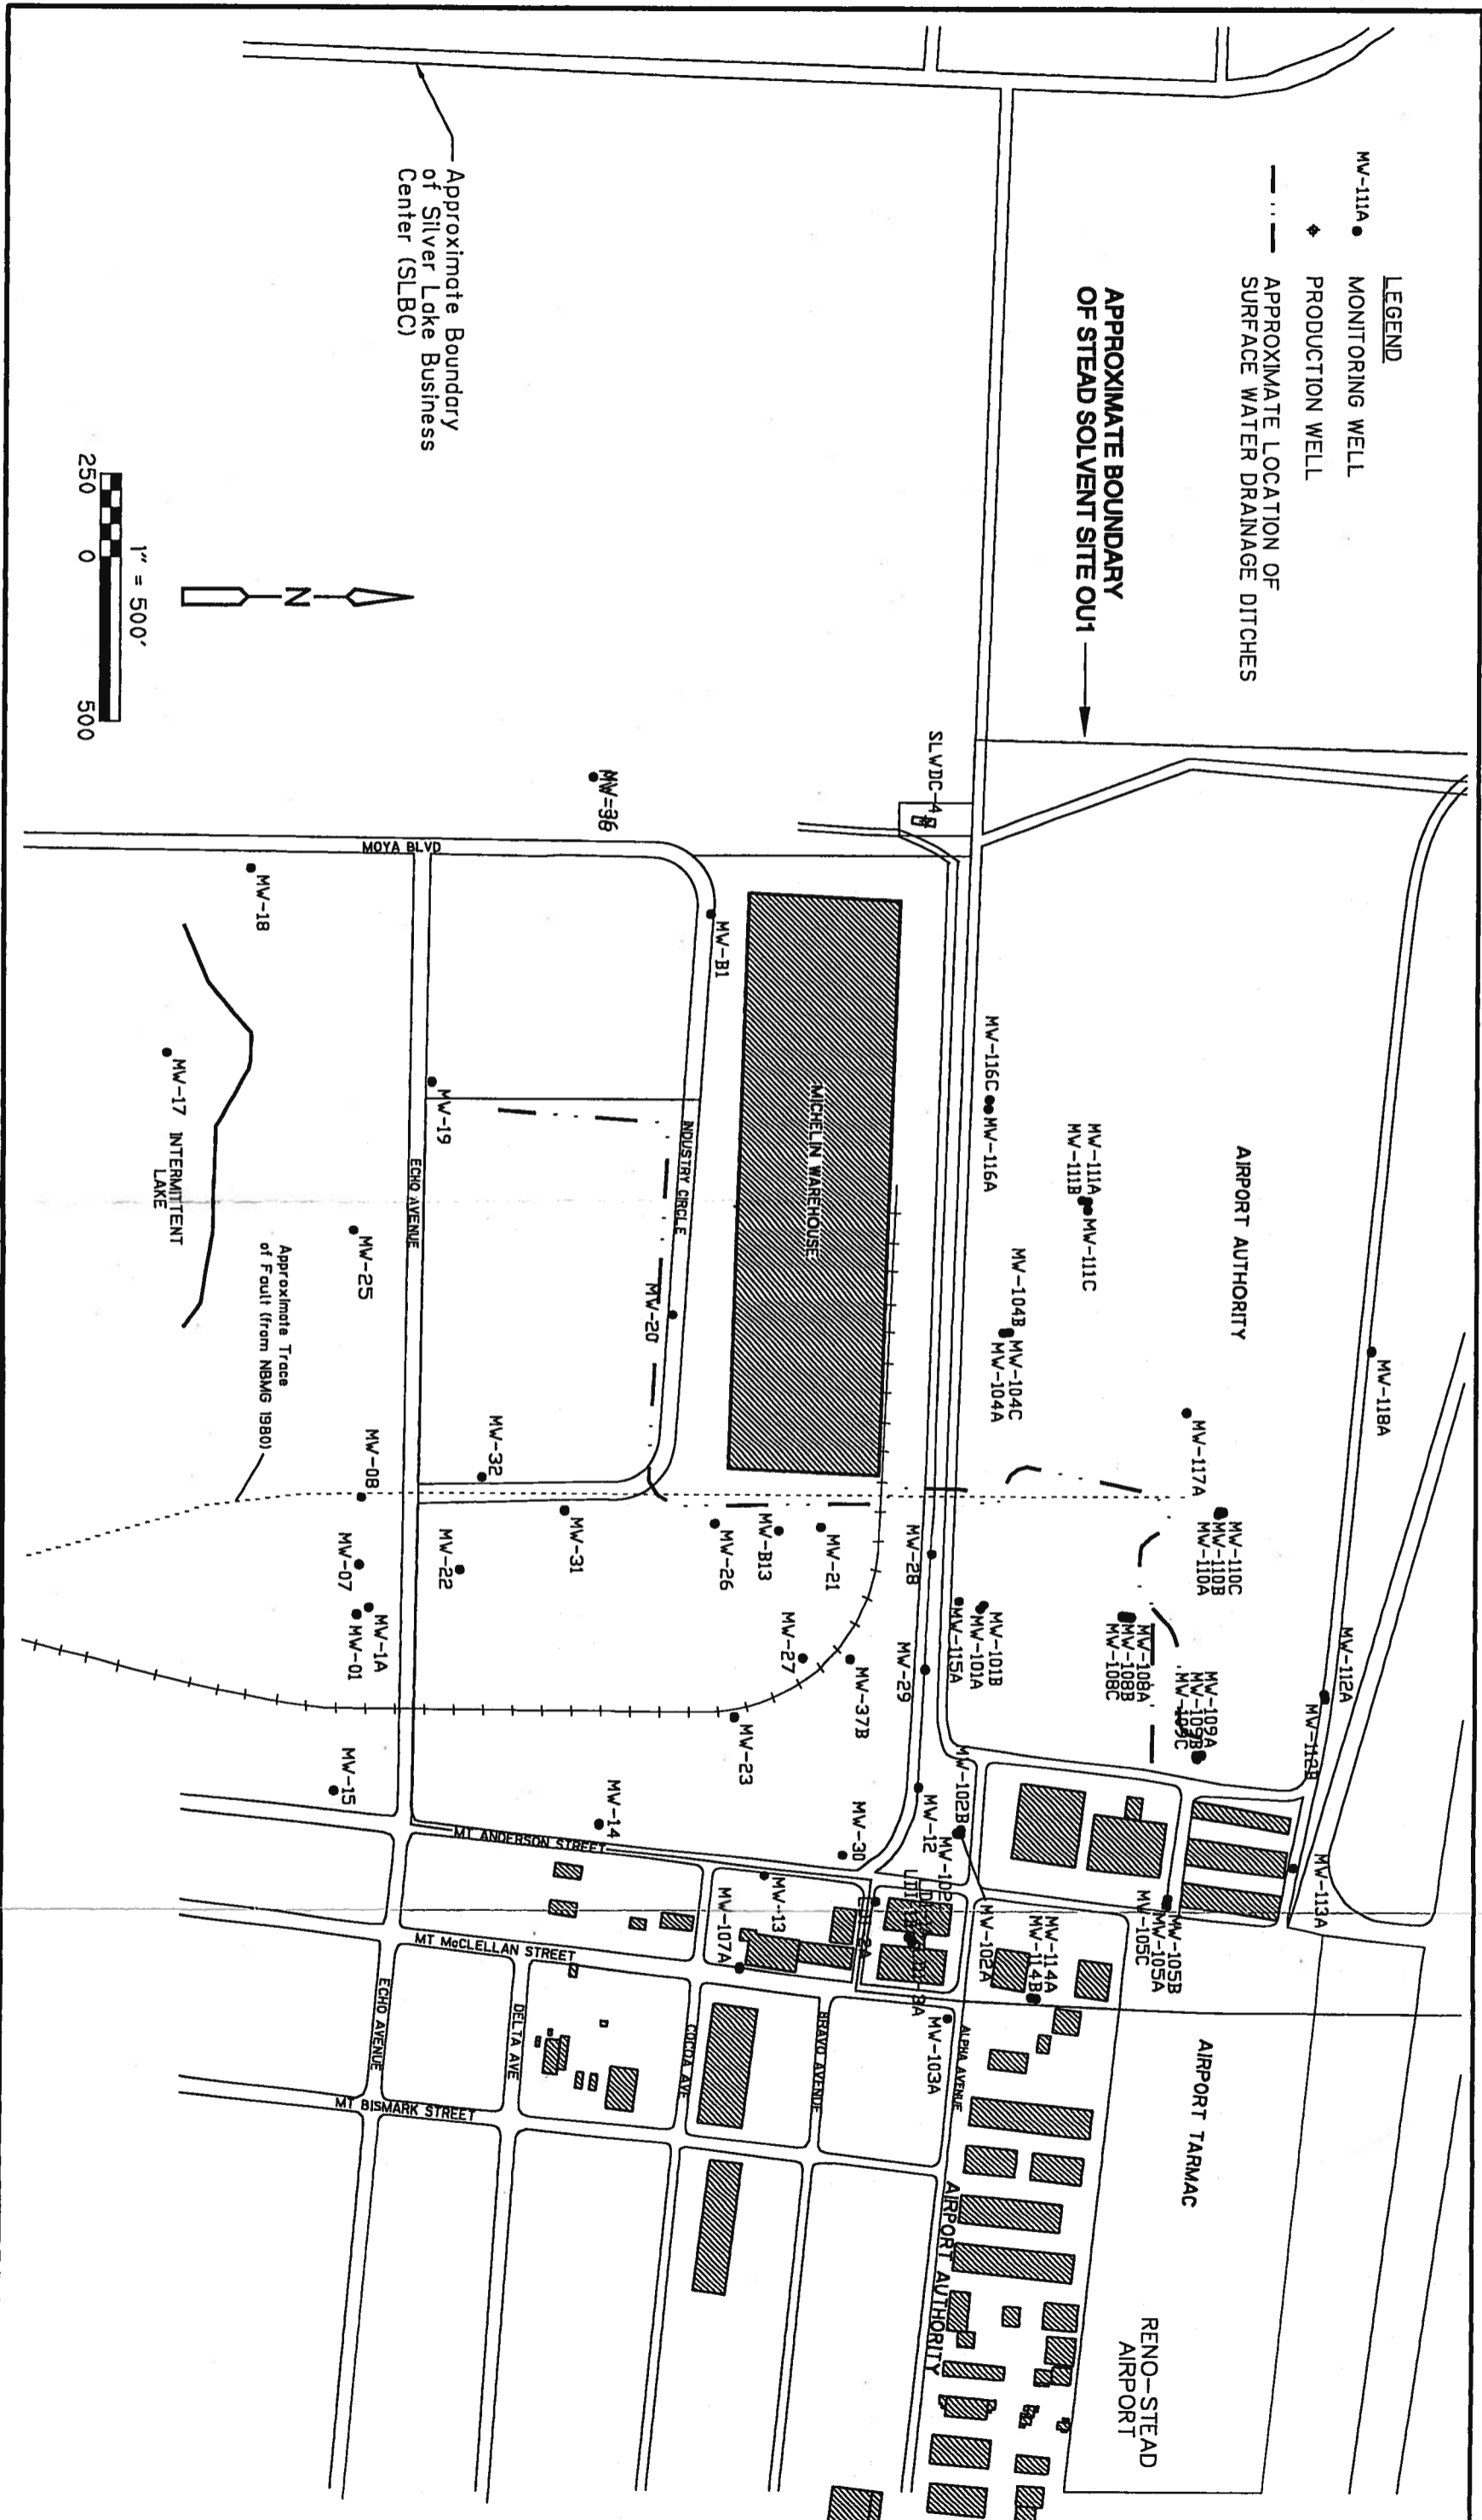 LEGEND
MW-111A
MONITORING WELL
PRODUCTION WELL
APPROXIMATE LOCATION OF
SURFACE WATER DRAINAGE DITCHES
APPROXIMATE BOUNDARY
OF STEAD SOLVENT SITE OU1
Approximate Boundary
of Silver Lake Business
Center (SLBC)
1" = 500'
250
0
500
N
SLWDC-4
MOYA BLVD
MW-18
MW-B1
MICHELIN WAREHOUSE
MW-116C
MW-116A
MW-111A
MW-111B
MW-111C
AIRPORT AUTHORITY
MW-104B
MW-104C
MW-104A
MW-118A
MW-117A
MW-110C
MW-110B
MW-110A
MW-19
INDUSTRY CIRCLE
ECHO AVENUE
MW-17
INTERMITTENT
LAKE
MW-25
Approximate Trace
of Fault (from NBMG 1980)
MW-20
MW-32
MW-08
MW-07
MW-22
MW-31
MW-26
MW-B13
MW-21
MW-28
MW-1A
MW-01
MW-27
MW-37B
MW-29
MW-115A
MW-101B
MW-101A
MW-108A
MW-108B
MW-108C
MW-109A
MW-109B
MW-109C
MW-112A
MW-112B
MW-23
MW-15
MW-14
MT ANDERSON STREET
MW-30
MW-12
MW-102B
MW-102A
MW-13
MW-107A
MW-113A
MW-105B
MW-105A
MW-105C
MW-114A
MW-114B
MW-103A
MT McCLELLAN STREET
ECHO AVENUE
DELTA AVE
COCOA AVE
BRAVO AVENUE
ALPHA AVENUE
MT BISMARK STREET
AIRPORT AUTHORITY
AIRPORT TARMAC
RENO-STEAD
AIRPORT